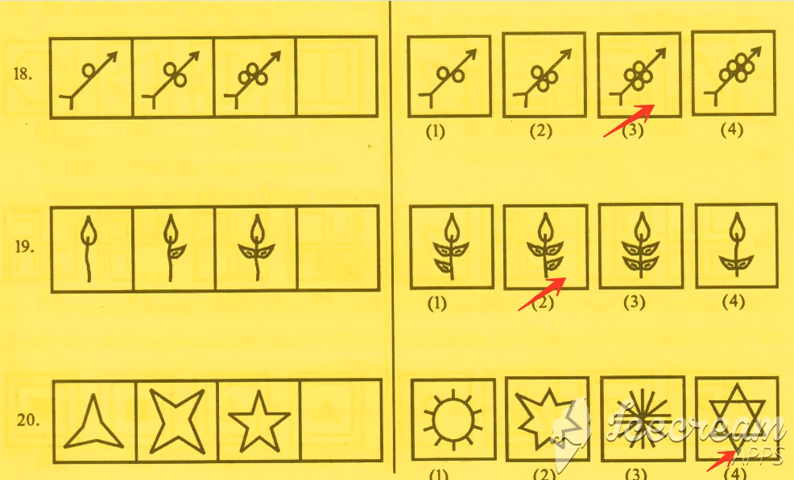 18.
(1) (2) (3) (4)
19.
(1) (2) (3) (4)
20.
(1) (2) (3) (4)
Icecream
APPS